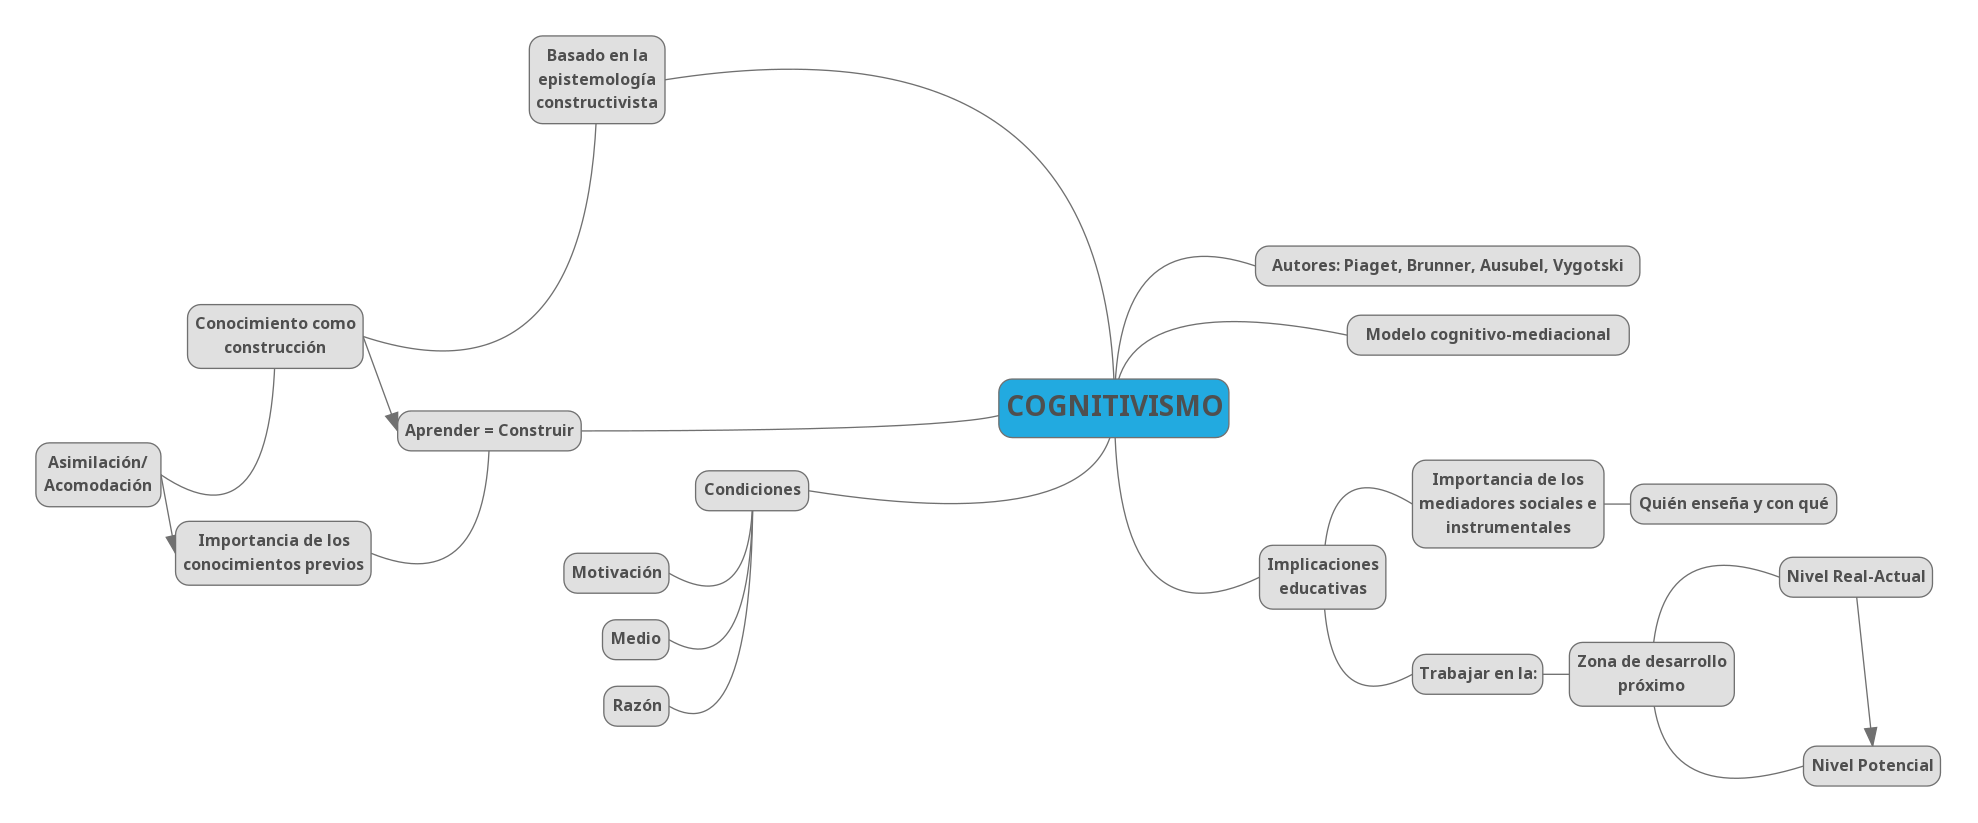 Basado en la
epistemología
constructivista
Autores: Piaget, Brunner, Ausubel, Vygotski
Conocimiento como
construcción
Modelo cognitivo-mediacional
COGNITIVISMO
Aprender = Construir
Asimilación/
Acomodación
Condiciones
Importancia de los
mediadores sociales e
instrumentales
Quién enseña y con qué
Importancia de los
conocimientos previos
Motivación
Implicaciones
educativas
Nivel Real-Actual
Medio
Trabajar en la:
Zona de desarrollo
próximo
Razón
Nivel Potencial